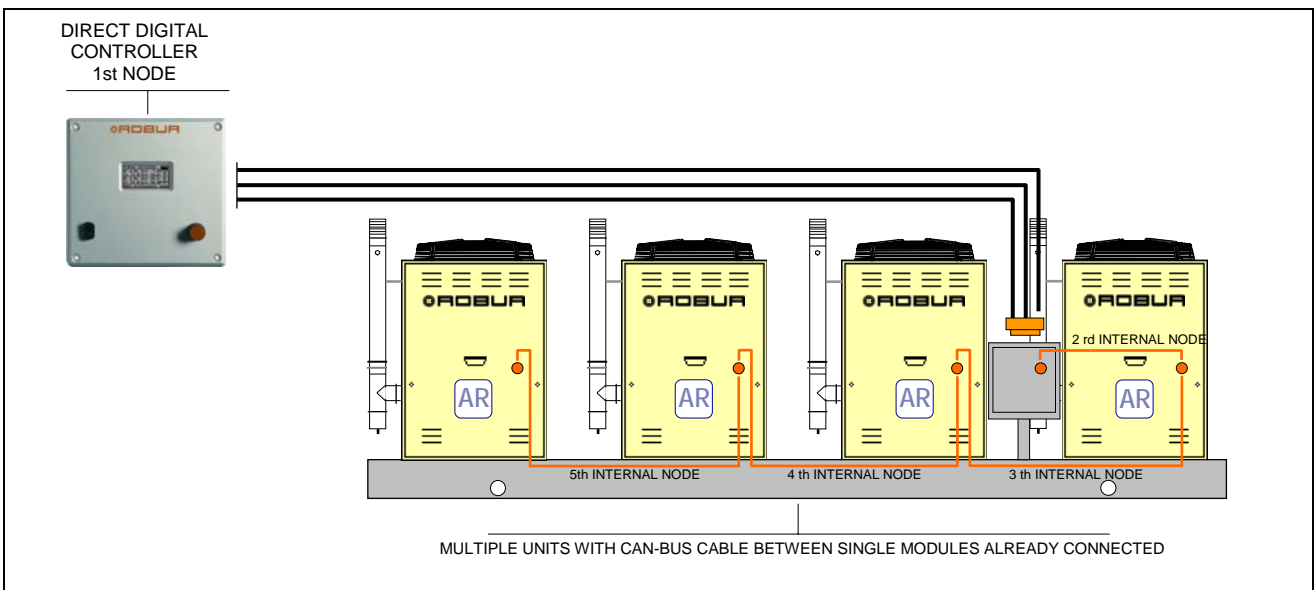 DIRECT DIGITAL
CONTROLLER
1st NODE
ROBUR
ROBUR
ROBUR
ROBUR
ROBUR
2 rd INTERNAL NODE
AR
AR
AR
AR
5th INTERNAL NODE
4 th INTERNAL NODE
3 th INTERNAL NODE
MULTIPLE UNITS WITH CAN-BUS CABLE BETWEEN SINGLE MODULES ALREADY CONNECTED